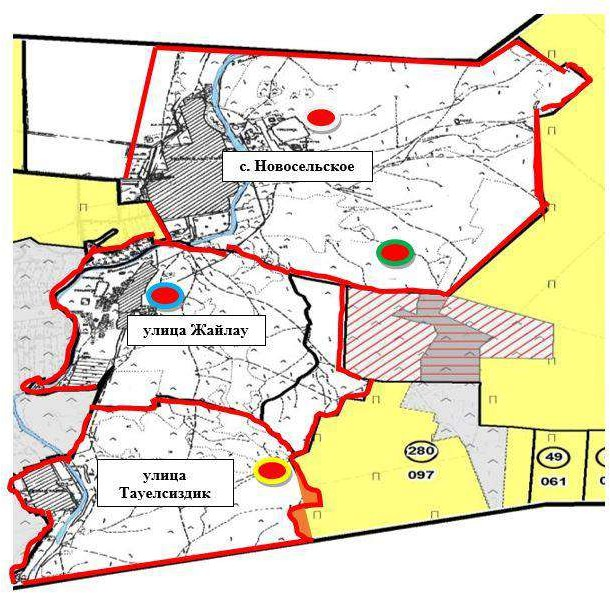 с. Новосельское
улица Жайлау
улица
Тауелсиздик
280
097
49
061
П
П
П
П
П
П
П
П
П